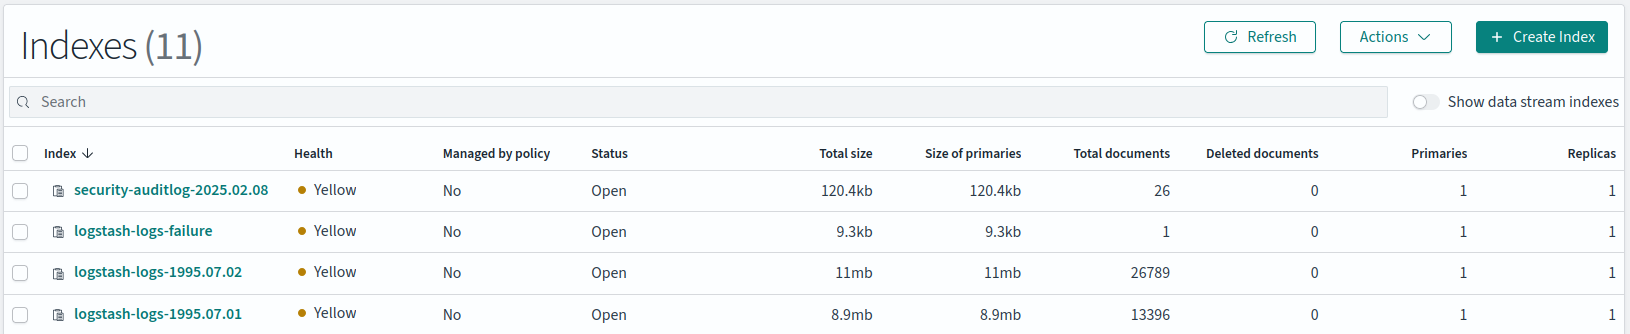 Indexes (11)
Refresh
Actions
+ Create Index
Search
Show data stream indexes
Index Health Managed by policy Status Total size Size of primaries Total documents Deleted documents Primaries Replicas
security-auditlog-2025.02.08 Yellow No Open 120.4kb 120.4kb 26 0 1 1
logstash-logs-failure Yellow No Open 9.3kb 9.3kb 1 0 1 1
logstash-logs-1995.07.02 Yellow No Open 11mb 11mb 26789 0 1 1
logstash-logs-1995.07.01 Yellow No Open 8.9mb 8.9mb 13396 0 1 1